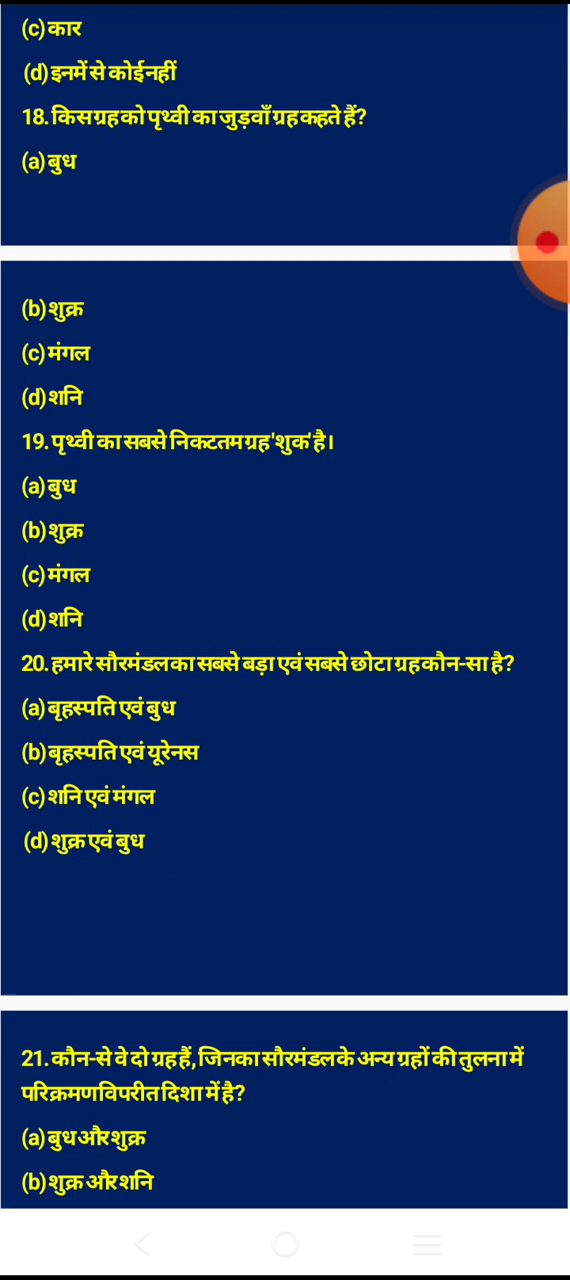 (c) कार
(d) इनमें से कोई नहीं
18. किस ग्रह को पृथ्वी का जुड़वाँ ग्रह कहते हैं?
(a) बुध
(b) शुक्र
(c) मंगल
(d) शनि
19. पृथ्वी का सबसे निकटतम ग्रह 'शुक' है।
(a) बुध
(b) शुक्र
(c) मंगल
(d) शनि
20. हमारे सौरमंडल का सबसे बड़ा एवं सबसे छोटा ग्रह कौन-सा है?
(a) बृहस्पति एवं बुध
(b) बृहस्पति एवं यूरेनस
(c) शनि एवं मंगल
(d) शुक्र एवं बुध
21. कौन-से वे दो ग्रह हैं, जिनका सौरमंडल के अन्य ग्रहों की तुलना में
परिक्रमण विपरीत दिशा में है?
(a) बुध और शुक्र
(b) शुक्र और शनि